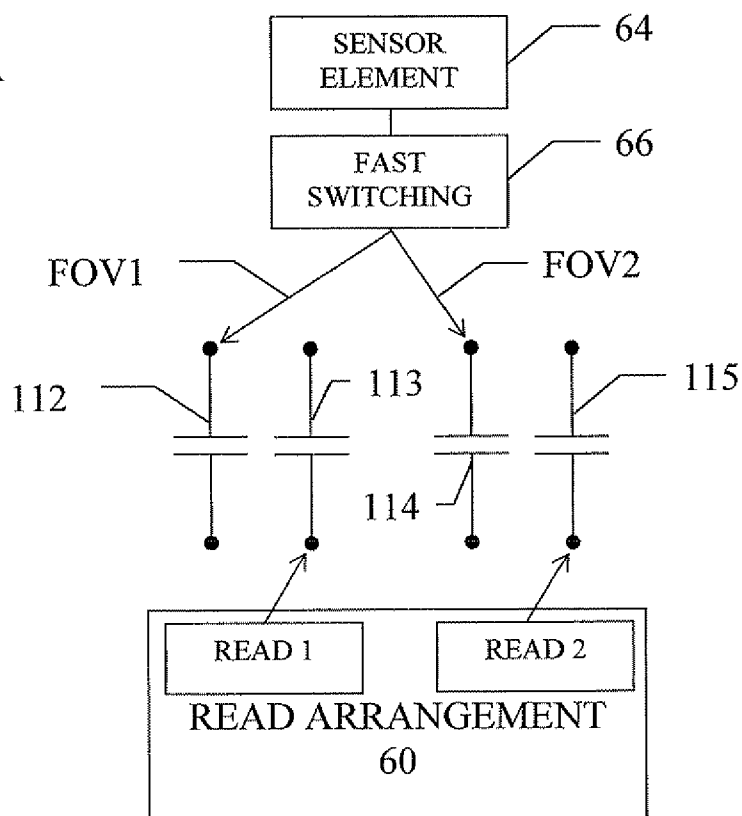 SENSOR
ELEMENT
64
FAST
SWITCHING
66
FOV1
FOV2
112
113
114
115
READ 1
READ 2
READ ARRANGEMENT
60